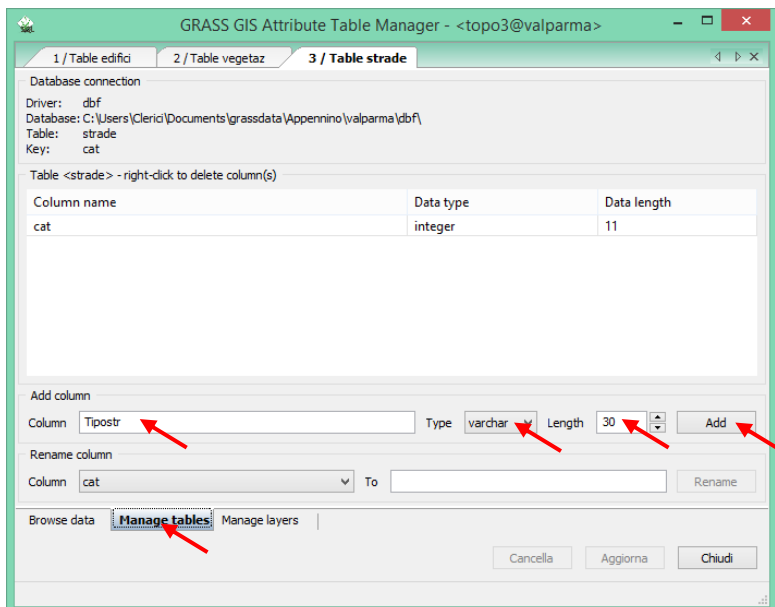 GRASS GIS Attribute Table Manager - <topo3@valparma>
1 / Table edifici 2 / Table vegetaz 3 / Table strade
Database connection
Driver: dbf
Database: C:\Users\Clerici\Documents\grassdata\Appennino\valparma\dbf\
Table: strade
Key: cat
Table <strade> - right-click to delete column(s)
Column name Data type Data length
cat integer 11
Add column
Column Tipostr Type varchar Length 30 Add
Rename column
Column cat To Rename
Browse data Manage tables Manage layers
Cancella Aggiorna Chiudi